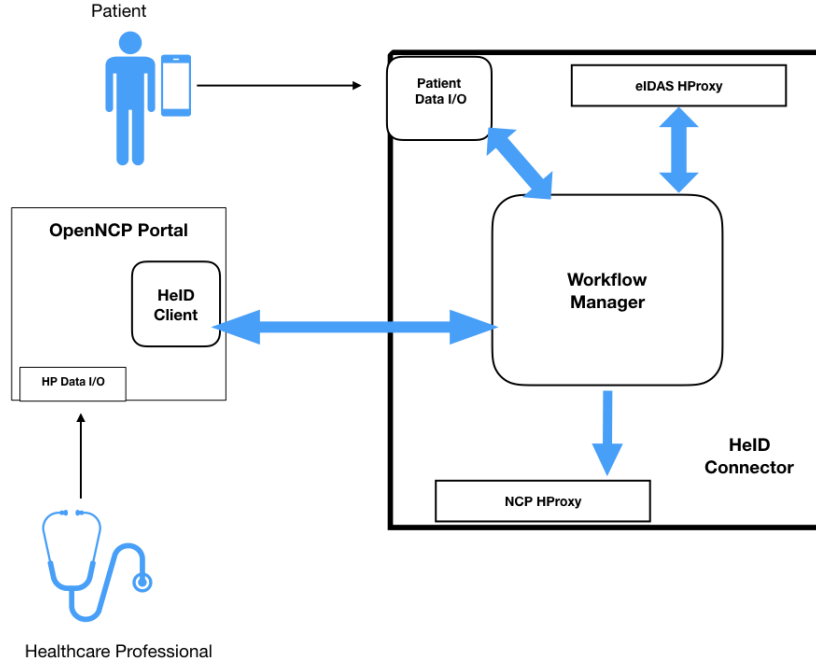 Patient
Patient
Data I/O
eIDAS HProxy
OpenNCP Portal
HeID
Client
Workflow
Manager
HP Data I/O
HeID
Connector
NCP HProxy
Healthcare Professional